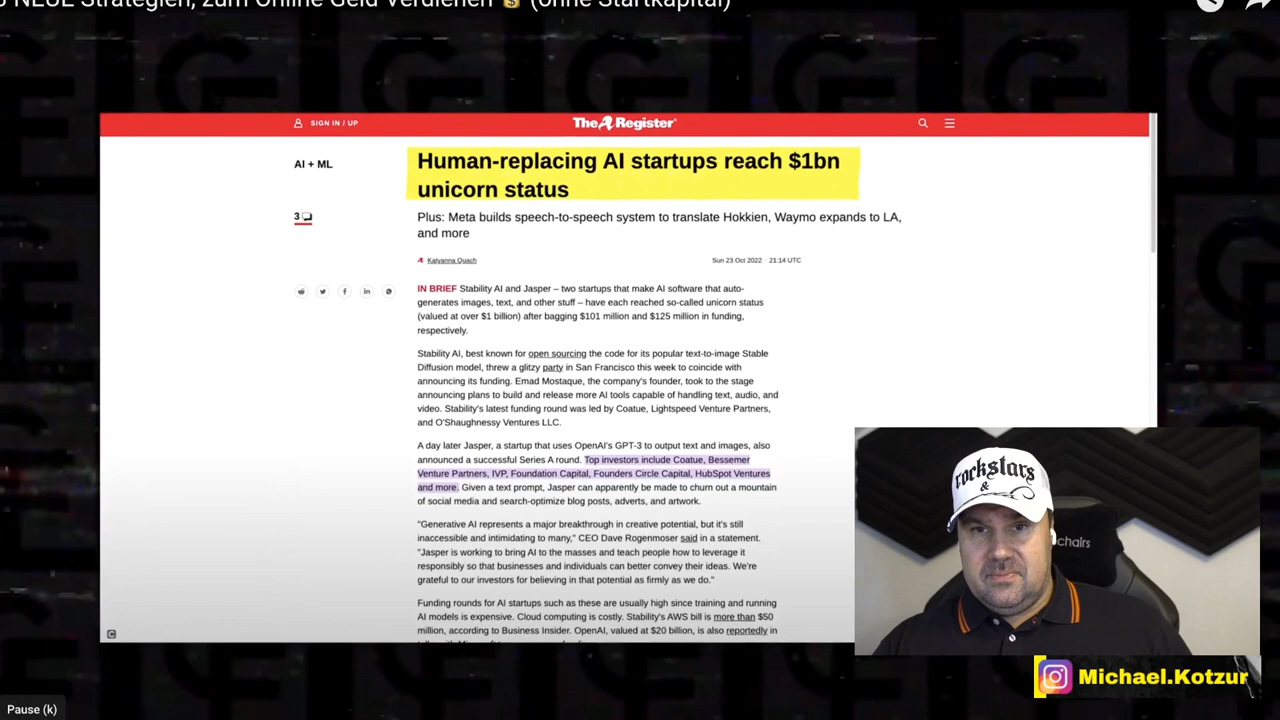 NEUE Strategien, zum Online Geld Verdienen 💰 (ohne Startkapital)
SIGN IN / UP
The Register
AI + ML
Human-replacing AI startups reach $1bn
unicorn status
3
Plus: Meta builds speech-to-speech system to translate Hokkien, Waymo expands to LA,
and more
Katyanna Quach
Sun 23 Oct 2022 21:14 UTC
IN BRIEF Stability AI and Jasper – two startups that make AI software that auto-
generates images, text, and other stuff – have each reached so-called unicorn status
(valued at over $1 billion) after bagging $101 million and $125 million in funding,
respectively.
Stability AI, best known for open sourcing the code for its popular text-to-image Stable
Diffusion model, threw a glitzy party in San Francisco this week to coincide with
announcing its funding. Emad Mostaque, the company's founder, took to the stage
announcing plans to build and release more AI tools capable of handling text, audio, and
video. Stability's latest funding round was led by Coatue, Lightspeed Venture Partners,
and O'Shaughnessy Ventures LLC.
A day later Jasper, a startup that uses OpenAI's GPT-3 to output text and images, also
announced a successful Series A round. Top investors include Coatue, Bessemer
Venture Partners, IVP, Foundation Capital, Founders Circle Capital, HubSpot Ventures
and more. Given a text prompt, Jasper can apparently be made to churn out a mountain
of social media and search-optimize blog posts, adverts, and artwork.
"Generative AI represents a major breakthrough in creative potential, but it's still
inaccessible and intimidating to many," CEO Dave Rogenmoser said in a statement.
"Jasper is working to bring AI to the masses and teach people how to leverage it
responsibly so that businesses and individuals can better convey their ideas. We're
grateful to our investors for believing in that potential as firmly as we do."
Funding rounds for AI startups such as these are usually high since training and running
AI models is expensive. Cloud computing is costly. Stability's AWS bill is more than $50
million, according to Business Insider. OpenAI, valued at $20 billion, is also reportedly in
rockstars
&
chairs
Michael.Kotzur
Pause (k)